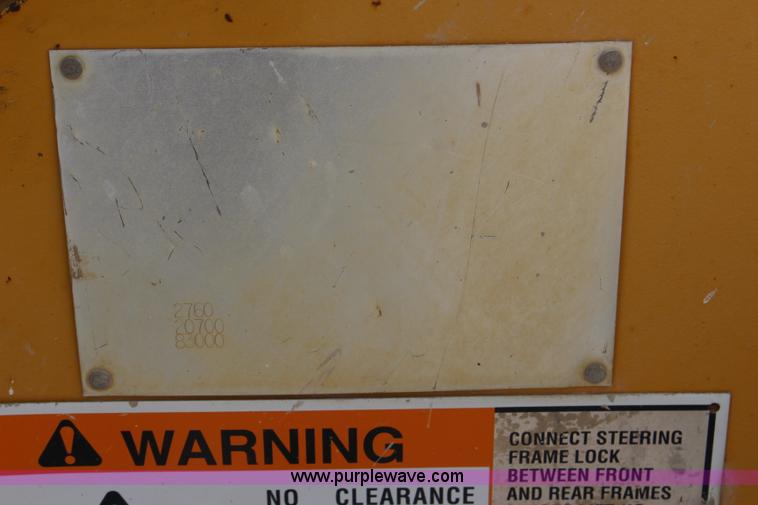 2760
20700
83000
WARNING
NO CLEARANCE
CONNECT STEERING
FRAME LOCK
BETWEEN FRONT
AND REAR FRAMES
www.purplewave.com